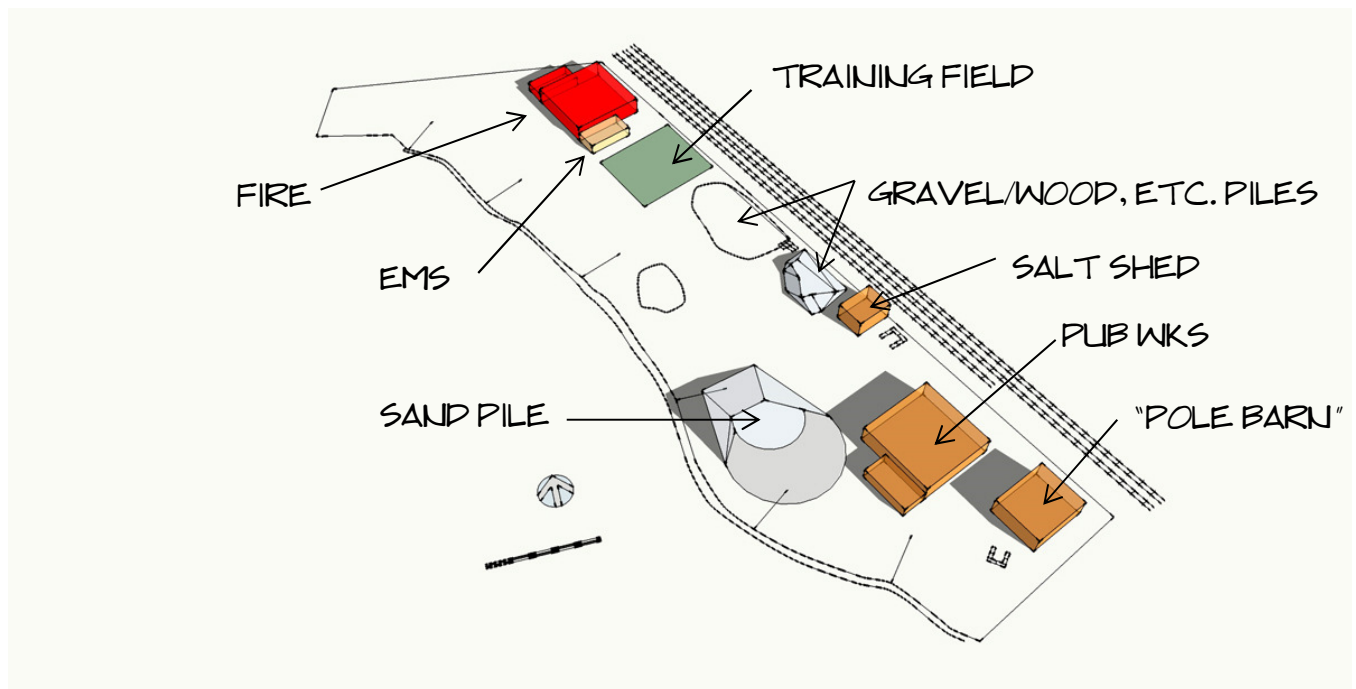 TRAINING FIELD
FIRE
GRAVEL/WOOD, ETC. PILES
EMS
SALT SHED
PUB WKS
SAND PILE
"POLE BARN"